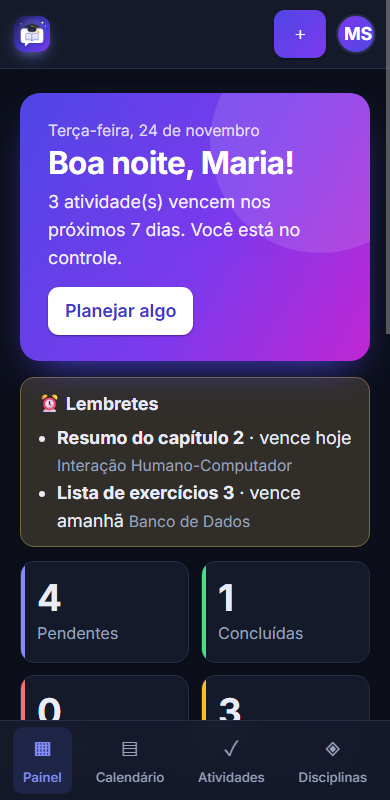 +
MS
Terça-feira, 24 de novembro
Boa noite, Maria!
3 atividade(s) vencem nos
próximos 7 dias. Você está no
controle.
Planejar algo
⏰ Lembretes
• Resumo do capítulo 2 · vence hoje
Interação Humano-Computador
• Lista de exercícios 3 · vence
amanhã Banco de Dados
4
Pendentes
1
Concluídas
0
3
Painel
Calendário
Atividades
Disciplinas